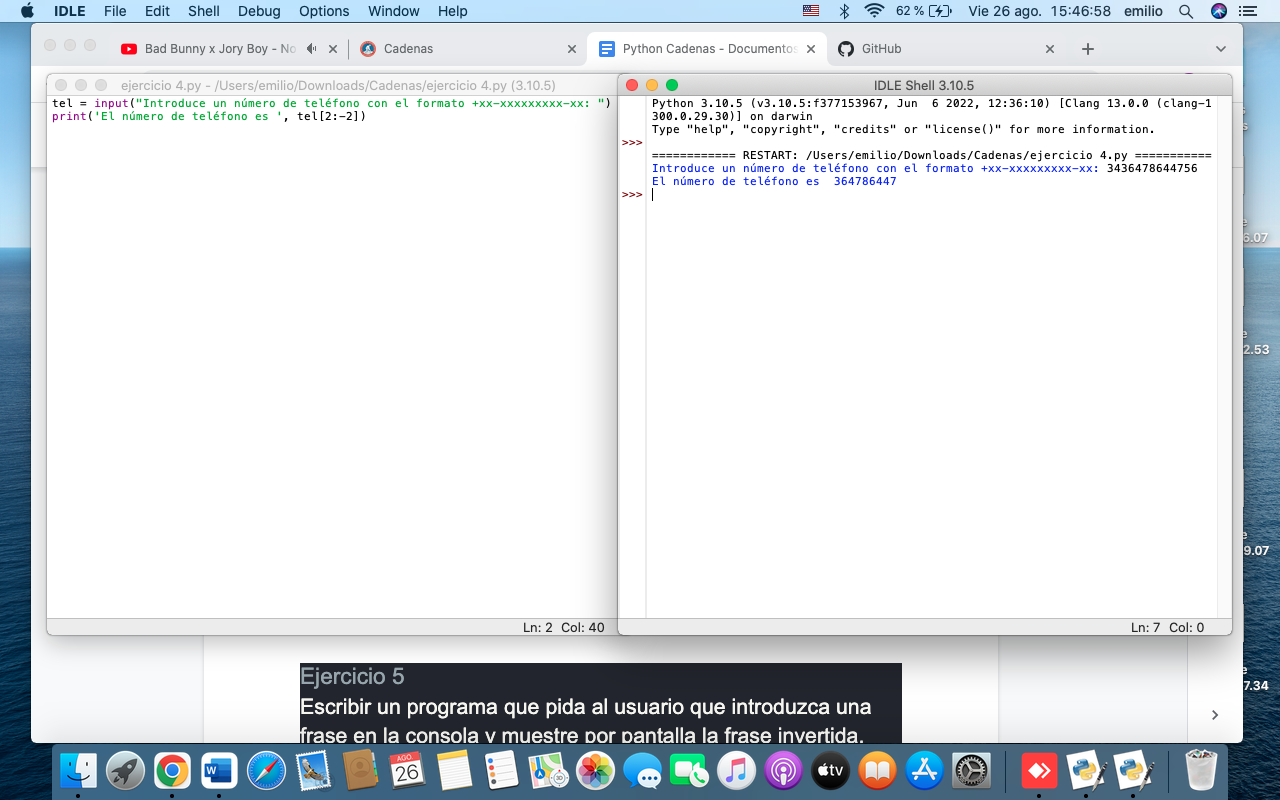 IDLE File Edit Shell Debug Options Window Help 62 % Vie 26 ago. 15:46:58 emilio
Bad Bunny x Jory Boy - No
Cadenas
Python Cadenas - Documentos
GitHub
ejercicio 4.py - /Users/emilio/Downloads/Cadenas/ejercicio 4.py (3.10.5)
tel = input("Introduce un número de teléfono con el formato +xx-xxxxxxxxx-xx: ")
print('El número de teléfono es ', tel[2:-2])
Ln: 2 Col: 40
IDLE Shell 3.10.5
Python 3.10.5 (v3.10.5:f377153967, Jun  6 2022, 12:36:10) [Clang 13.0.0 (clang-1
300.0.29.30)] on darwin
Type "help", "copyright", "credits" or "license()" for more information.
>>>
============ RESTART: /Users/emilio/Downloads/Cadenas/ejercicio 4.py ===========
Introduce un número de teléfono con el formato +xx-xxxxxxxxx-xx: 3436478644756
El número de teléfono es  364786447
>>>
Ln: 7 Col: 0
6.07
2.53
9.07
7.34
Ejercicio 5
Escribir un programa que pida al usuario que introduzca una
frase en la consola y muestre por pantalla la frase invertida.
W
AGO.
26
3D
tv